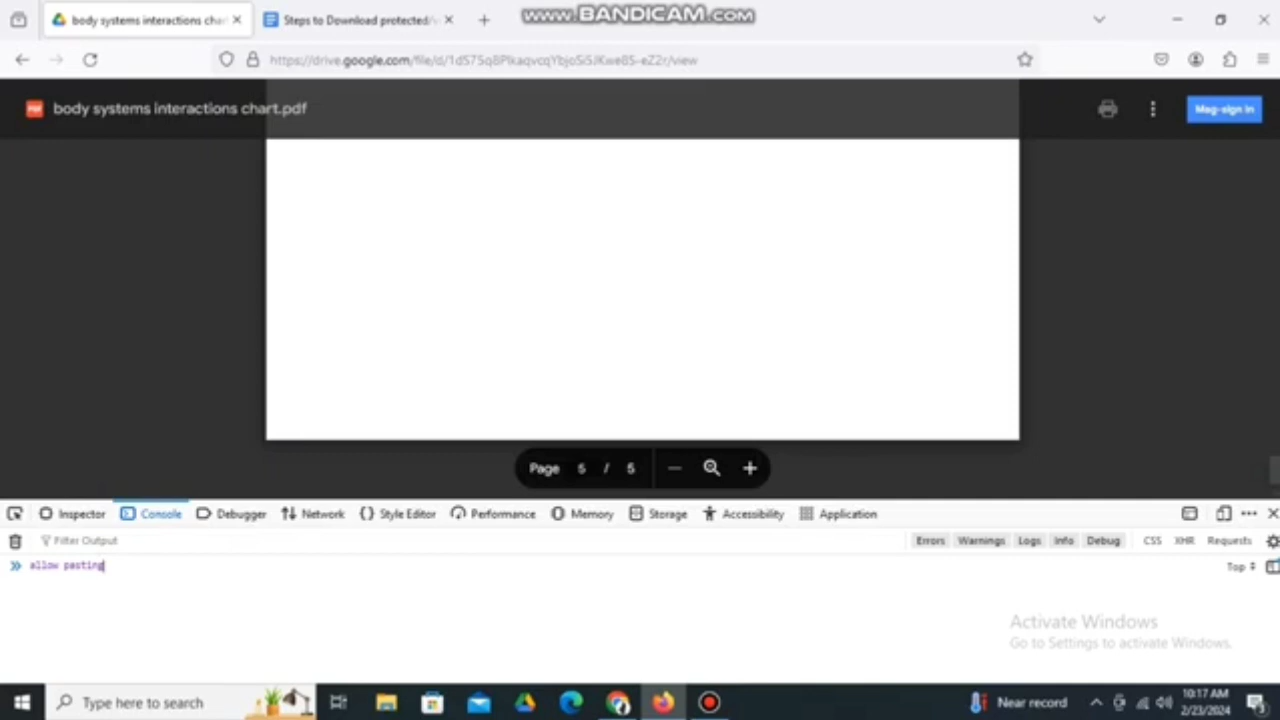 body systems interactions char
Steps to Download protected/
www.BANDICAM.com
body systems interactions chart.pdf
Page 5 / 5
Inspector
Console
Debugger
Network
Style Editor
Performance
Memory
Storage
Accessibility
Application
Filter Output
Errors
Warnings
Logs
Info
Debug
CSS
XHR
Requests
allow pasting
Top
Activate Windows
Go to Settings to activate Windows.
Type here to search
Near record
10:17 AM
2/23/2024